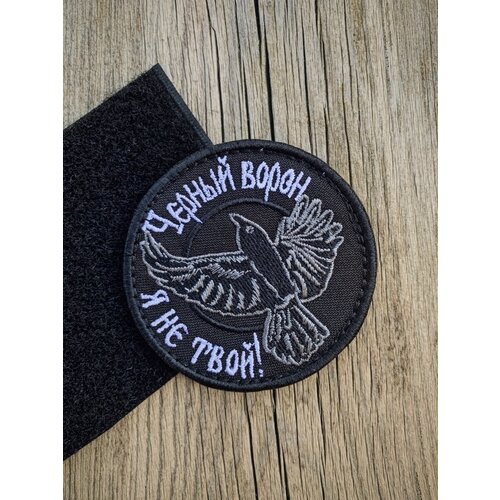 Черный ворон,
я не твой!